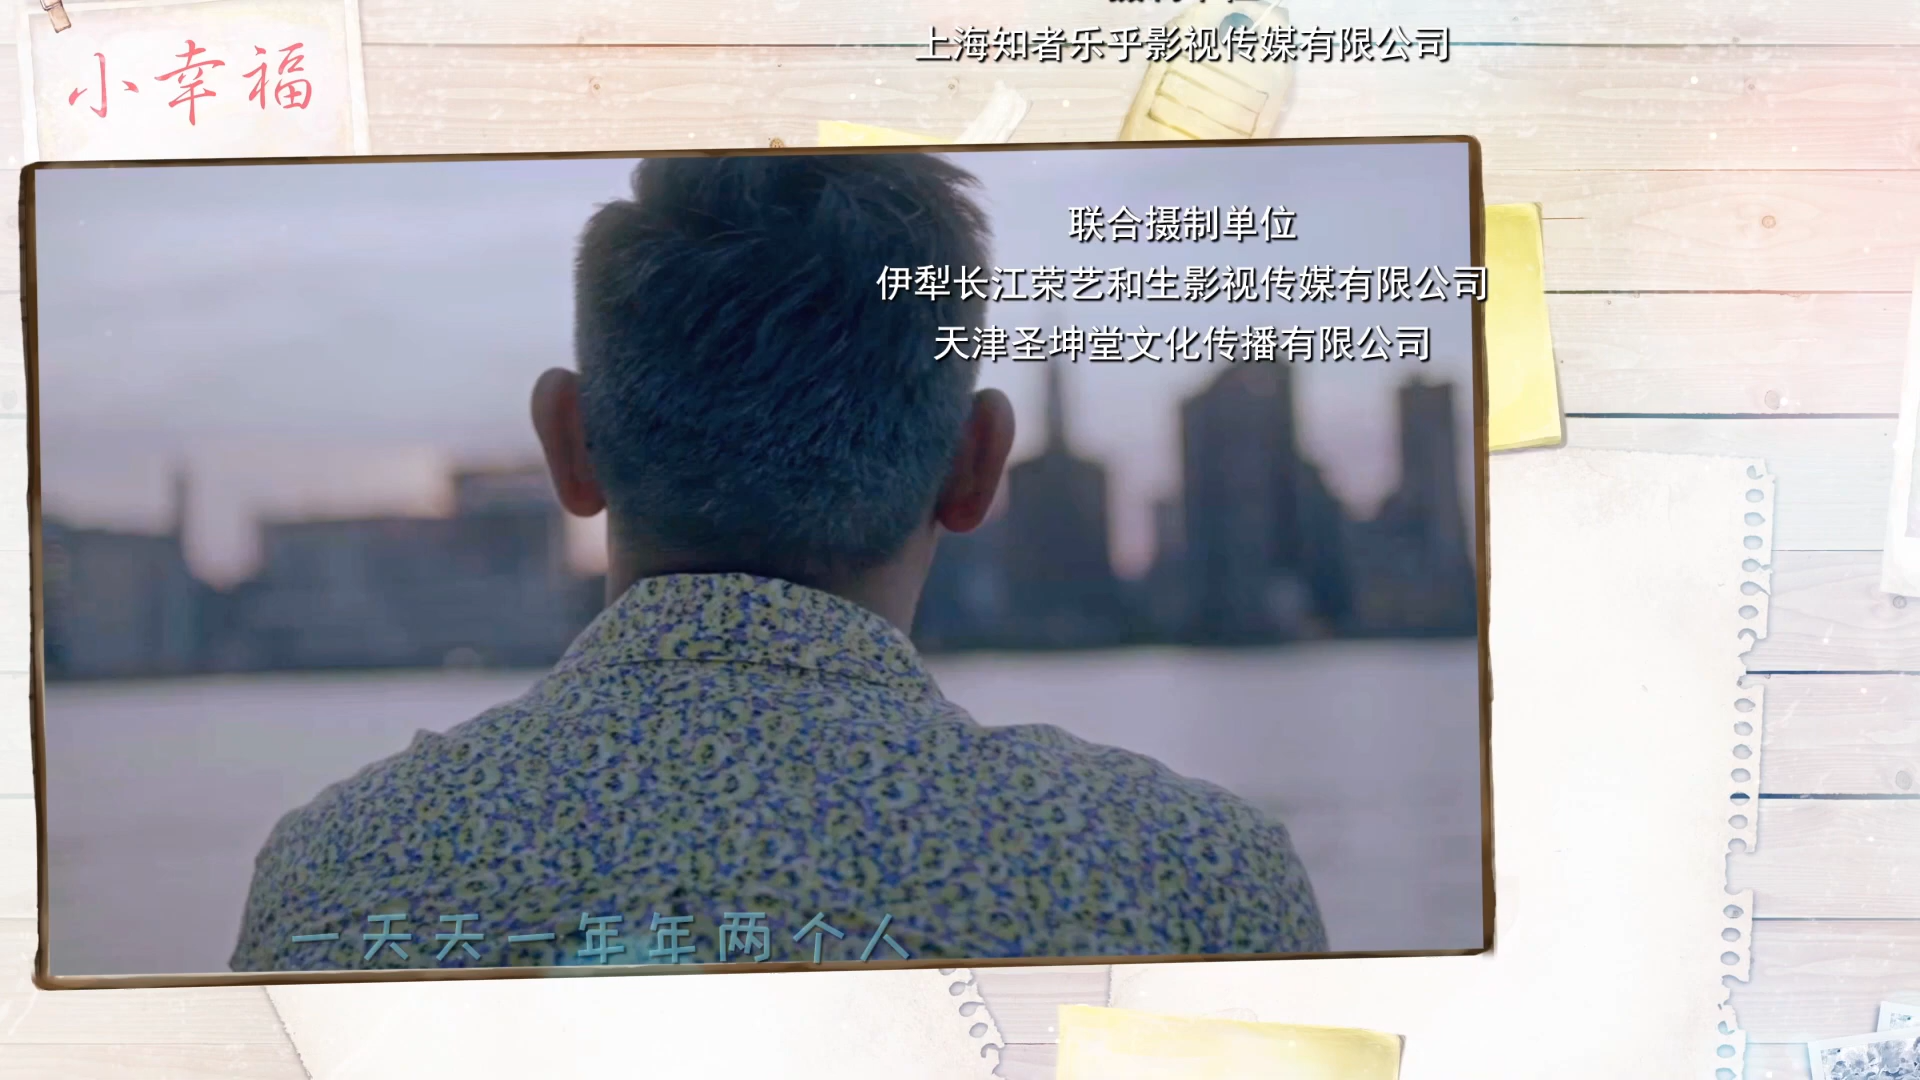 小幸福
上海知者乐乎影视传媒有限公司
联合摄制单位
伊犁长江荣艺和生影视传媒有限公司
天津圣坤堂文化传播有限公司
一天天一年年两个人